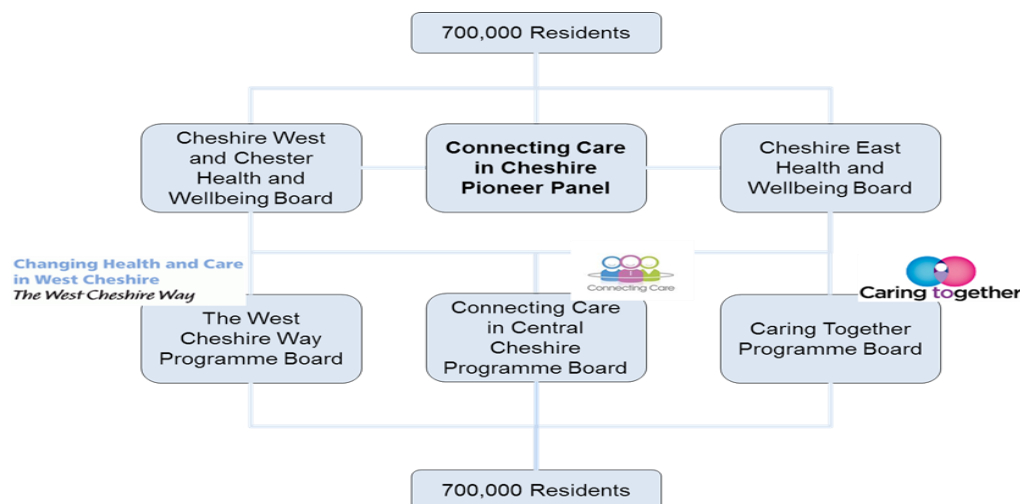 700,000 Residents
Cheshire West
and Chester
Health and
Wellbeing Board
Connecting Care
in Cheshire
Pioneer Panel
Cheshire East
Health and
Wellbeing Board
Changing Health and Care
in West Cheshire
The West Cheshire Way
Connecting Care
Caring together
The West
Cheshire Way
Programme Board
Connecting Care
in Central
Cheshire
Programme Board
Caring Together
Programme Board
700,000 Residents